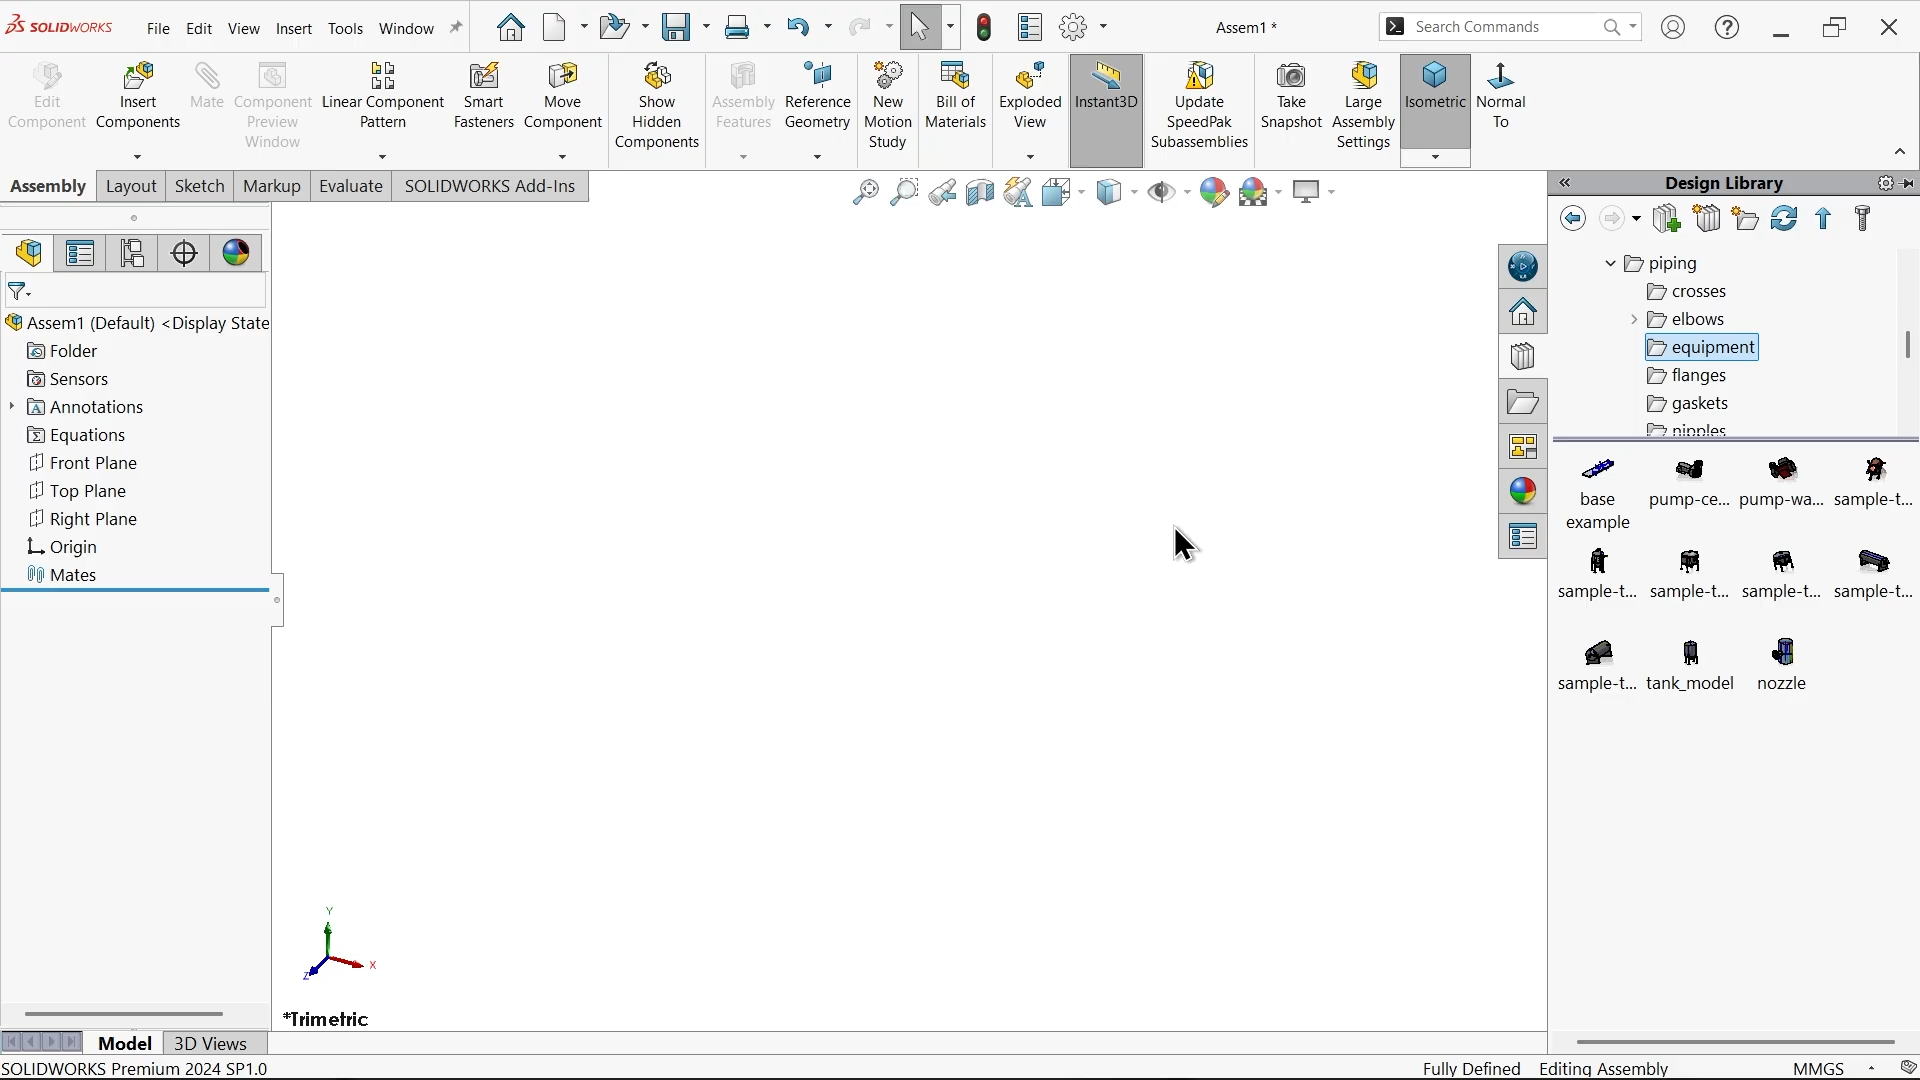 SOLIDWORKS
File Edit View Insert Tools Window
Assem1 *
Search Commands
Edit Component
Insert Components
Mate
Component Preview Window
Linear Component Pattern
Smart Fasteners
Move Component
Show Hidden Components
Assembly Features
Reference Geometry
New Motion Study
Bill of Materials
Exploded View
Instant3D
Update SpeedPak Subassemblies
Take Snapshot
Large Assembly Settings
Isometric
Normal To
Assembly Layout Sketch Markup Evaluate SOLIDWORKS Add-Ins
Design Library
Assem1 (Default) <Display State
Folder
Sensors
Annotations
Equations
Front Plane
Top Plane
Right Plane
Origin
Mates
piping
crosses
elbows
equipment
flanges
gaskets
nipples
base example
pump-ce...
pump-wa...
sample-t...
sample-t...
sample-t...
sample-t...
sample-t...
sample-t...
tank_model
nozzle
Y
X
Z
*Trimetric
Model 3D Views
SOLIDWORKS Premium 2024 SP1.0
Fully Defined Editing Assembly MMGS